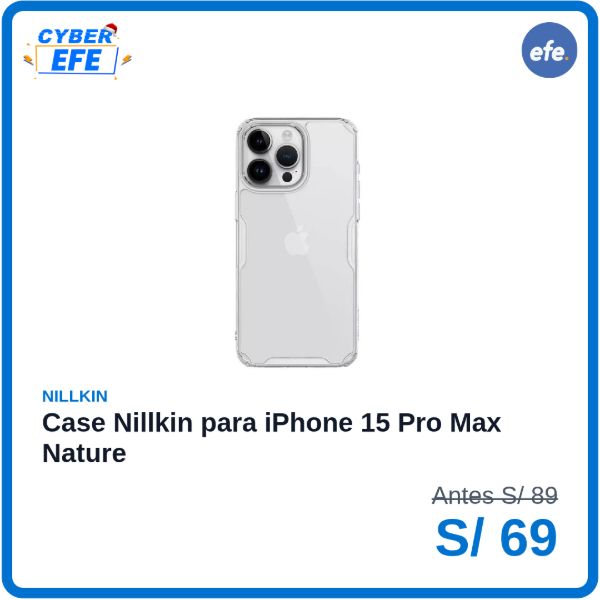 CYBER
EFE
efe.
NILLKIN
Case Nillkin para iPhone 15 Pro Max
Nature
Antes S/ 89
S/ 69